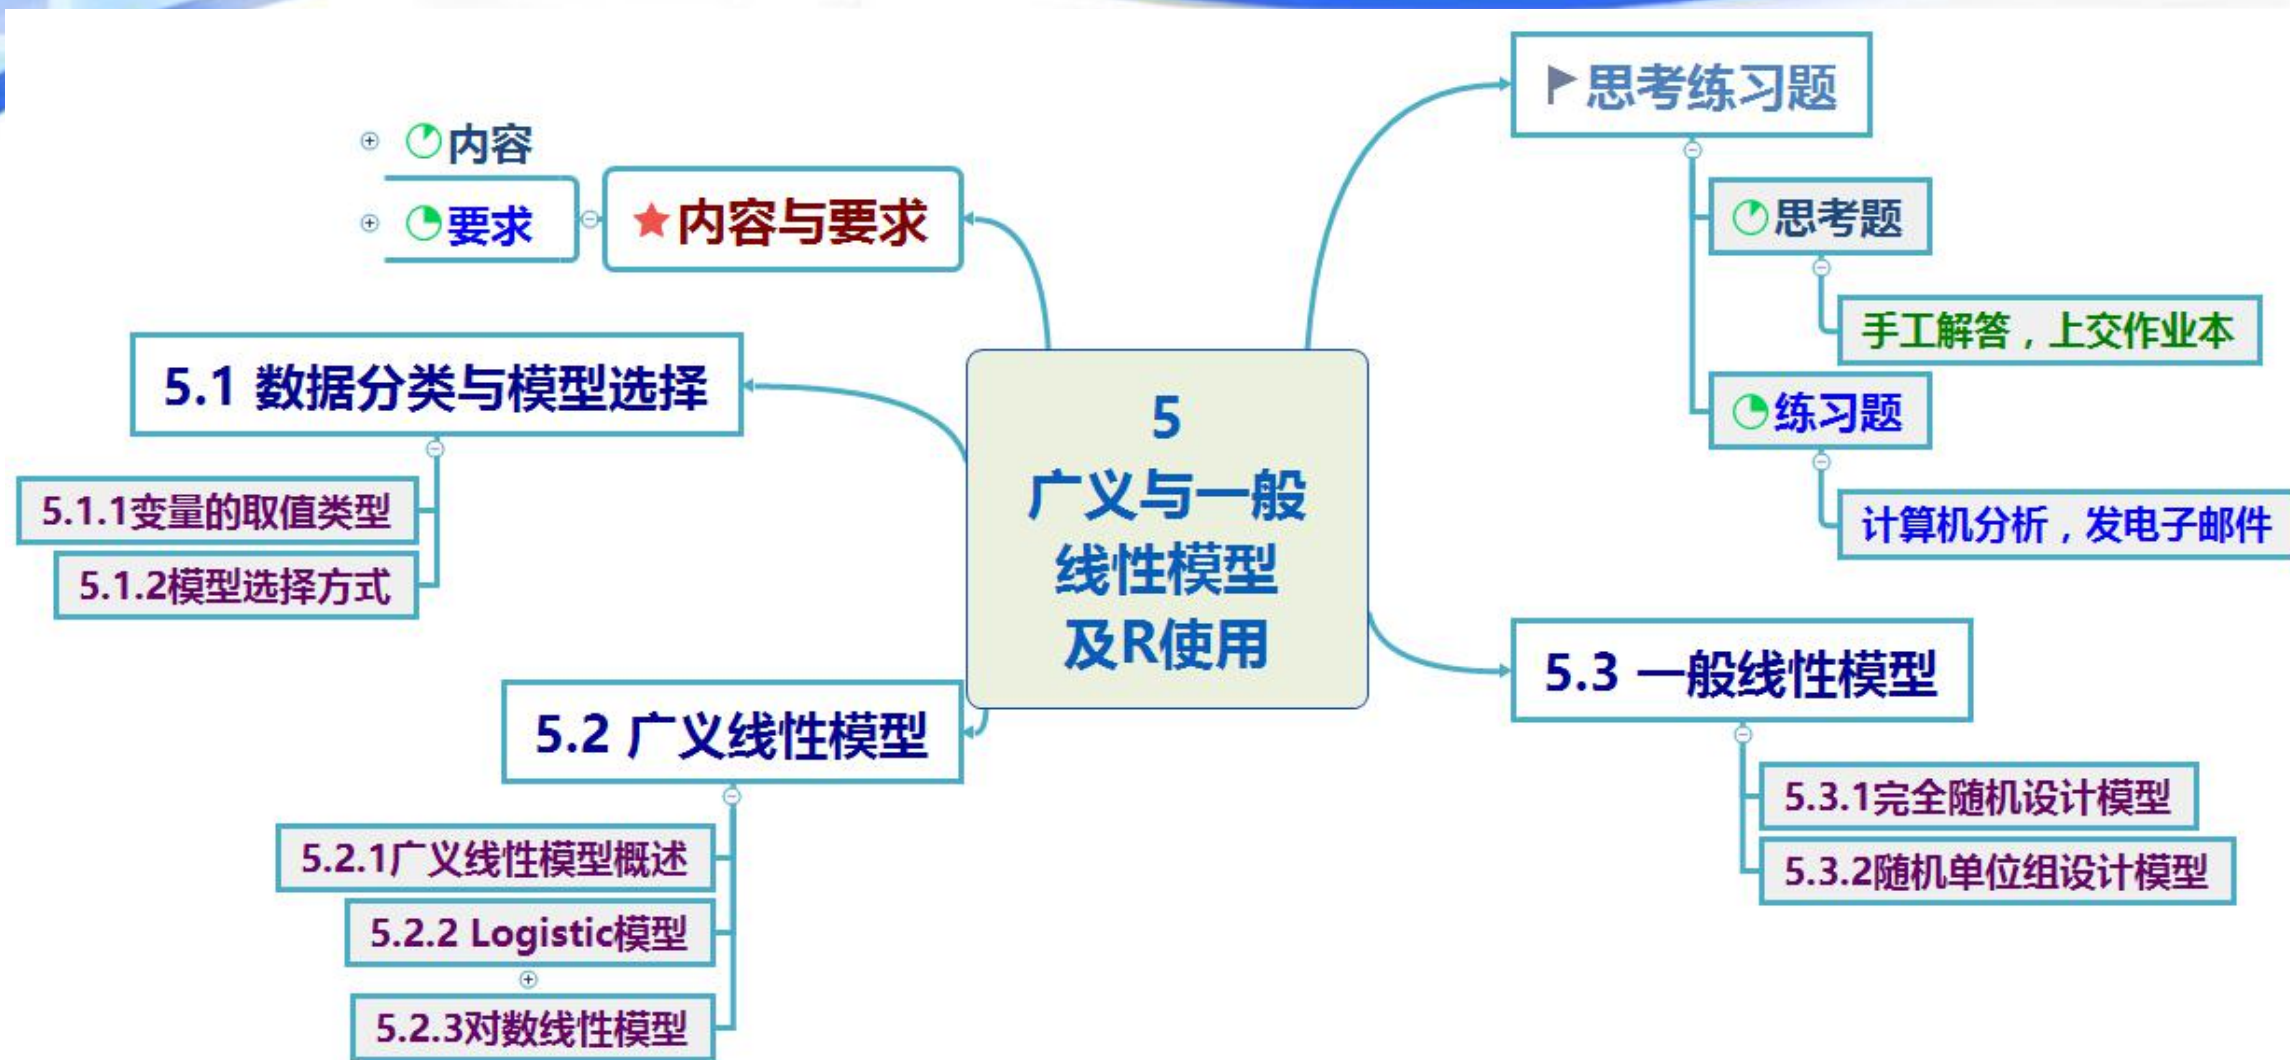 5
广义与一般
线性模型
及R使用
内容与要求
内容
要求
5.1 数据分类与模型选择
5.1.1变量的取值类型
5.1.2模型选择方式
5.2 广义线性模型
5.2.1广义线性模型概述
5.2.2 Logistic模型
5.2.3对数线性模型
5.3 一般线性模型
5.3.1完全随机设计模型
5.3.2随机单位组设计模型
思考练习题
思考题
手工解答，上交作业本
练习题
计算机分析，发电子邮件